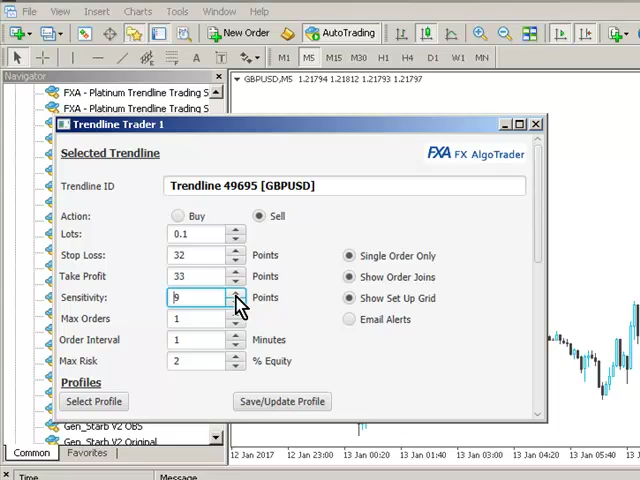 File View Insert Charts Tools Window Help
New Order AutoTrading
A T M1 M5 M15 M30 H1 H4 D1 W1 MN
Navigator
GBPUSD,M5 1.21794 1.21812 1.21793 1.21797
FXA - Platinum Trendline Trading S
FXA - Platinum Trendline Trading S
Trendline Trader 1
Selected Trendline
FXA FX AlgoTrader
Trendline ID Trendline 49695 [GBPUSD]
Action: Buy Sell
Lots: 0.1
Stop Loss: 32 Points Single Order Only
Take Profit 33 Points Show Order Joins
Sensitivity: 9 Points Show Set Up Grid
Max Orders 1 Email Alerts
Order Interval 1 Minutes
Max Risk 2 % Equity
Profiles
Select Profile Save/Update Profile
Gen_Starb V2 OBS
Gen_Starb V2 Original
Common Favorites
12 Jan 2017 12 Jan 23:00 13 Jan 00:20 13 Jan 01:40 13 Jan 03:00 13 Jan 04:20 13 Jan 05:40 13 Jan
Time Message